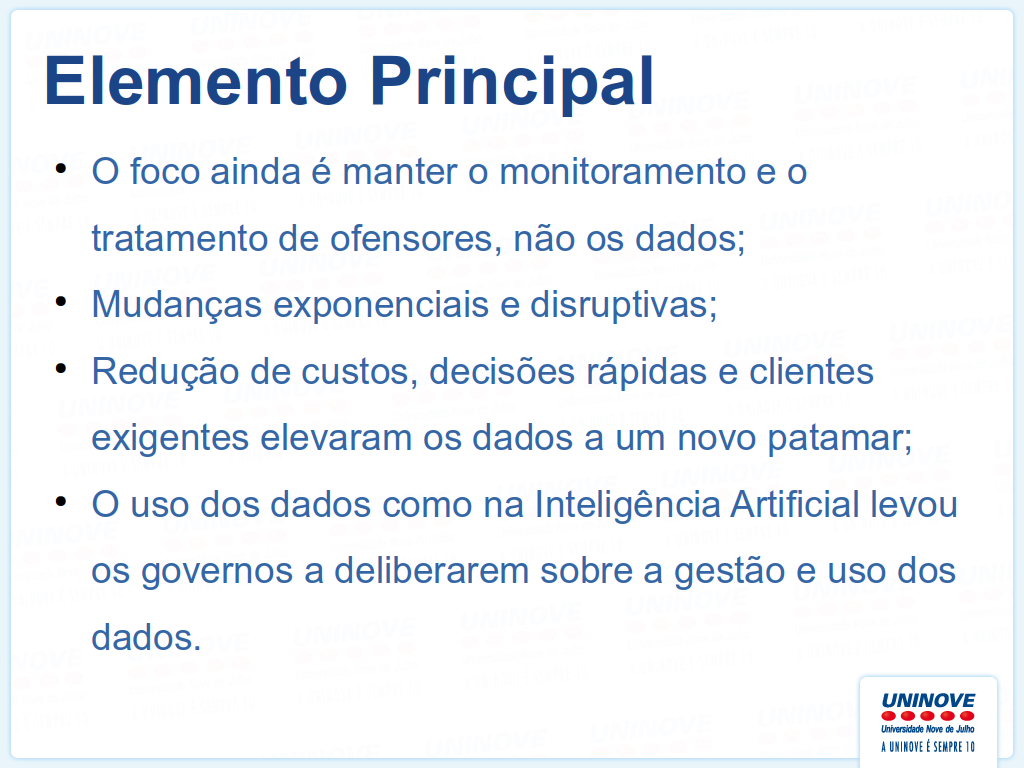 Elemento Principal
• O foco ainda é manter o monitoramento e o
tratamento de ofensores, não os dados;
• Mudanças exponenciais e disruptivas;
• Redução de custos, decisões rápidas e clientes
exigentes elevaram os dados a um novo patamar;
• O uso dos dados como na Inteligência Artificial levou
os governos a deliberarem sobre a gestão e uso dos
dados.
UNINOVE
Universidade Nove de Julho
A UNINOVE É SEMPRE 10